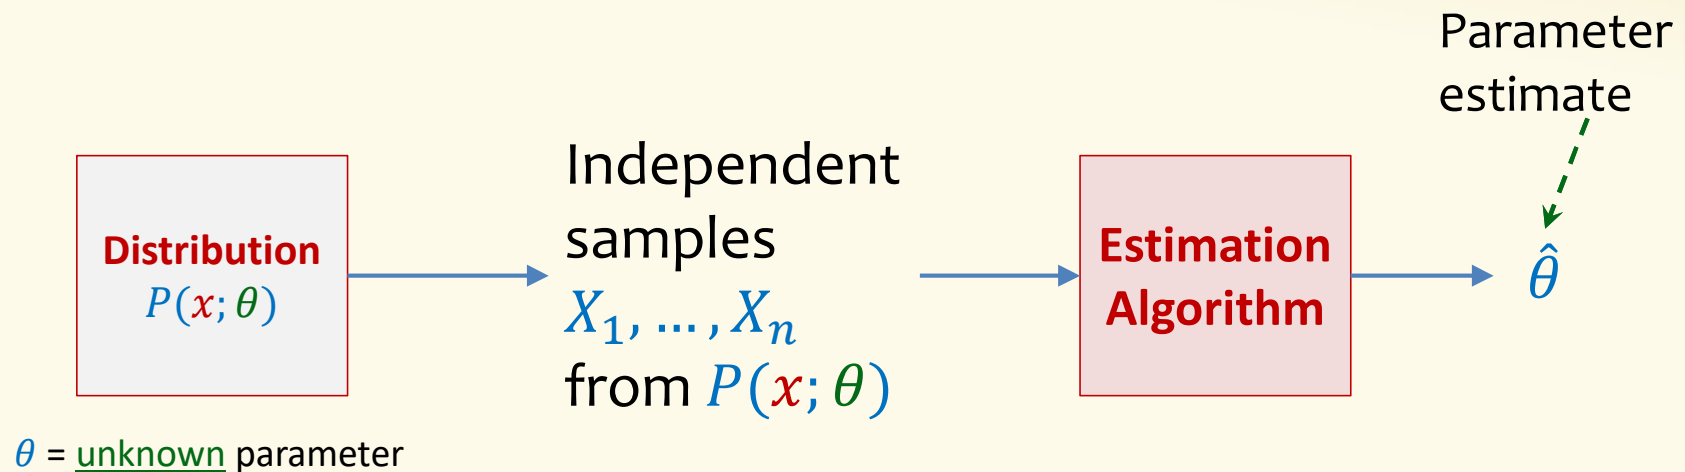 Parameter
estimate
Distribution
P(x; θ)
Independent
samples
X₁, … , Xₙ
from P(x; θ)
Estimation
Algorithm
θ̂
θ = unknown parameter